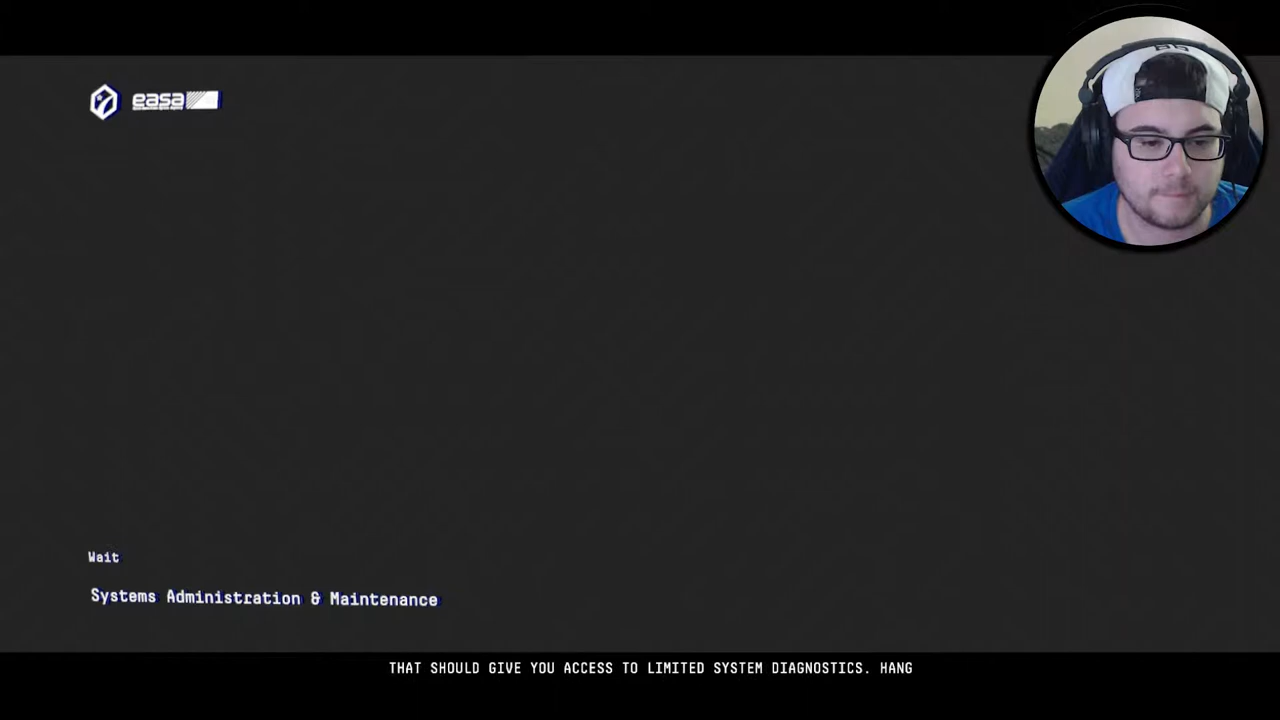 easa
Wait
Systems Administration & Maintenance
THAT SHOULD GIVE YOU ACCESS TO LIMITED SYSTEM DIAGNOSTICS. HANG